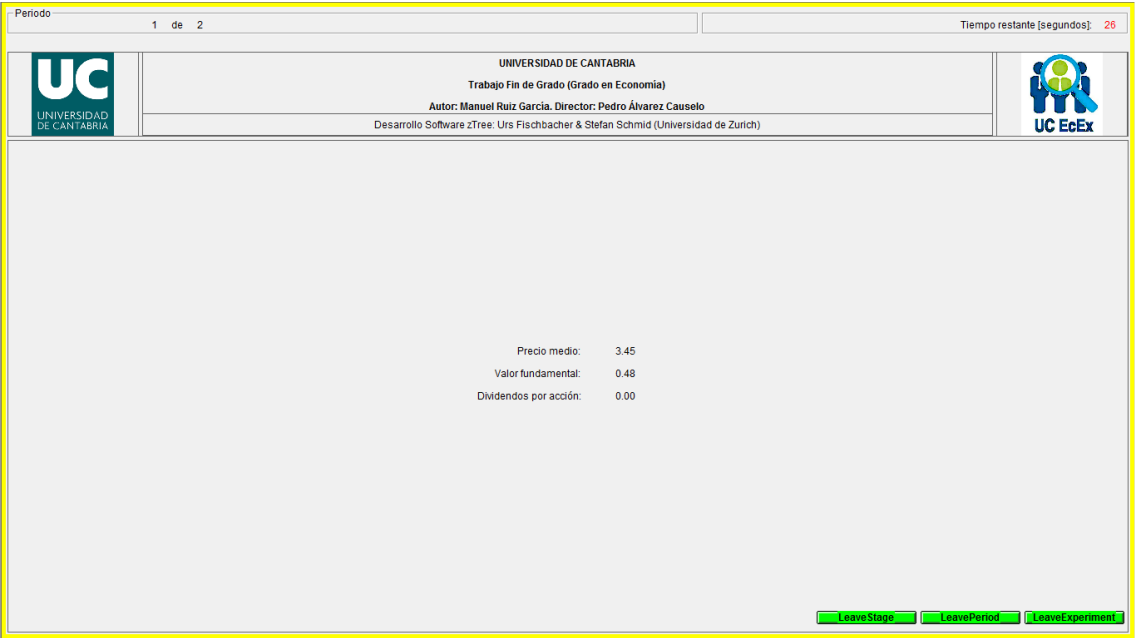 Periodo
1 de 2
Tiempo restante [segundos]: 26
UC
UNIVERSIDAD
DE CANTABRIA
UNIVERSIDAD DE CANTABRIA
Trabajo Fin de Grado (Grado en Economía)
Autor: Manuel Ruiz García. Director: Pedro Álvarez Causelo
Desarrollo Software zTree: Urs Fischbacher & Stefan Schmid (Universidad de Zurich)
UC EcEx
Precio medio: 3.45
Valor fundamental: 0.48
Dividendos por acción: 0.00
LeaveStage LeavePeriod LeaveExperiment